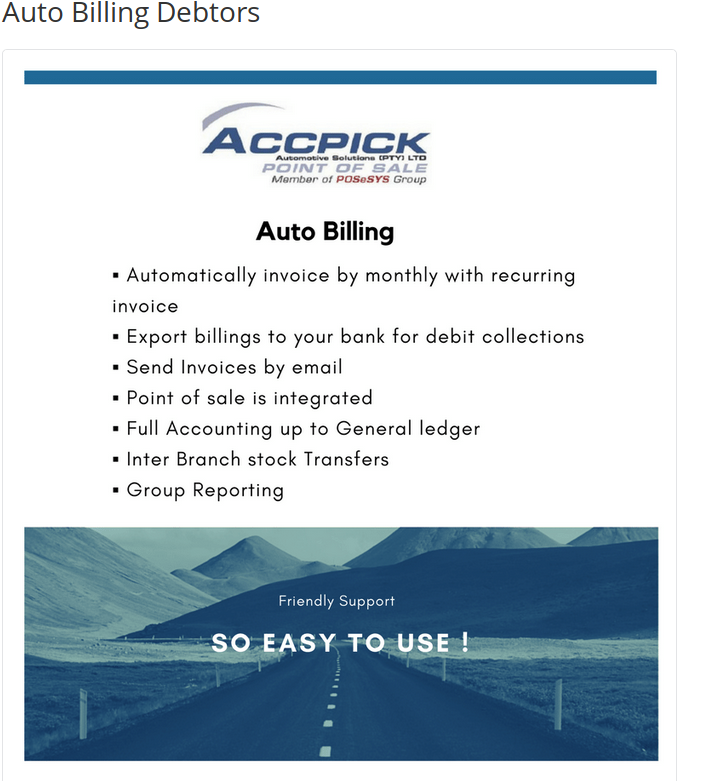 Auto Billing Debtors
ACCPICK
Automotive Solutions (PTY) LTD
POINT OF SALE
Member of POSeSYS Group
Auto Billing
▪ Automatically invoice by monthly with recurring
invoice
▪ Export billings to your bank for debit collections
▪ Send Invoices by email
▪ Point of sale is integrated
▪ Full Accounting up to General ledger
▪ Inter Branch stock Transfers
▪ Group Reporting
Friendly Support
SO EASY TO USE !